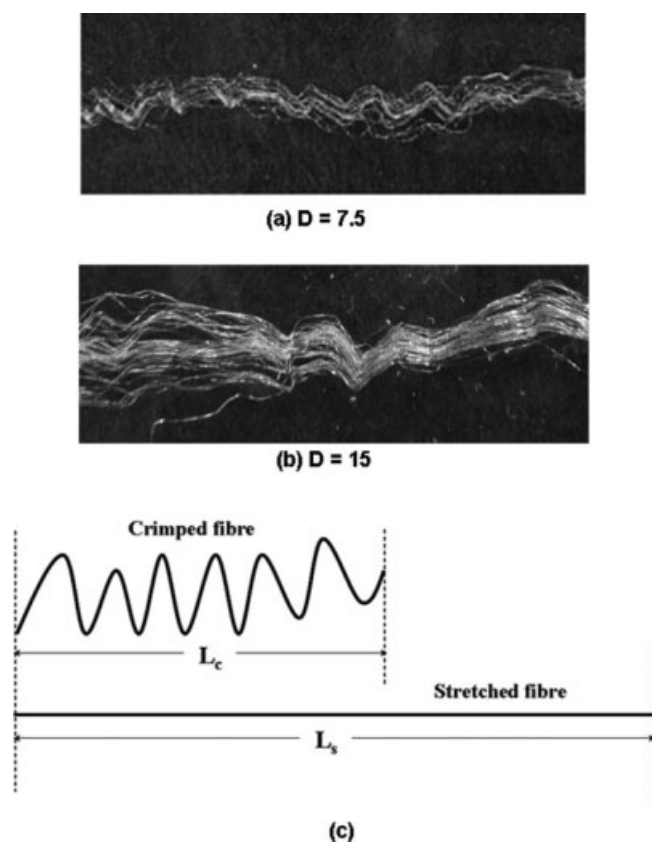 (a) D = 7.5
(b) D = 15
Crimped fibre
Lc
Stretched fibre
Ls
(c)